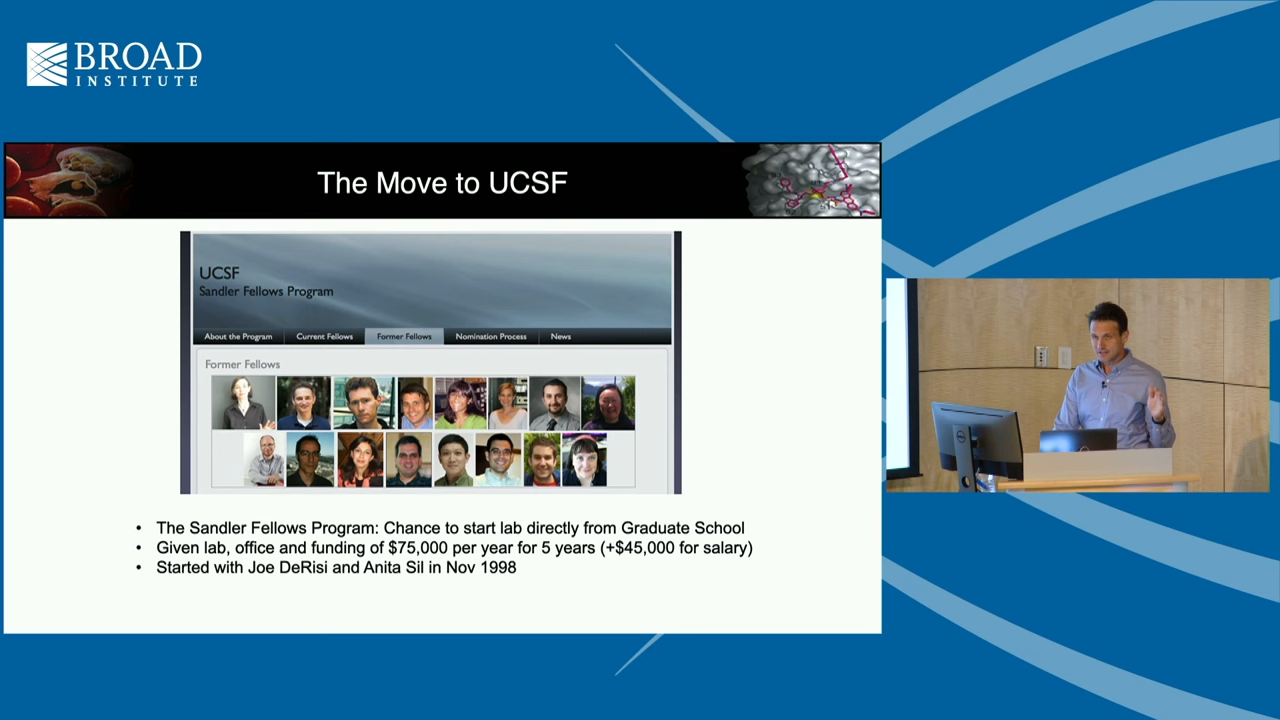 BROAD
INSTITUTE
The Move to UCSF
UCSF
Sandler Fellows Program
About the Program
Current Fellows
Former Fellows
Nomination Process
News
Former Fellows
• The Sandler Fellows Program: Chance to start lab directly from Graduate School
• Given lab, office and funding of $75,000 per year for 5 years (+$45,000 for salary)
• Started with Joe DeRisi and Anita Sil in Nov 1998